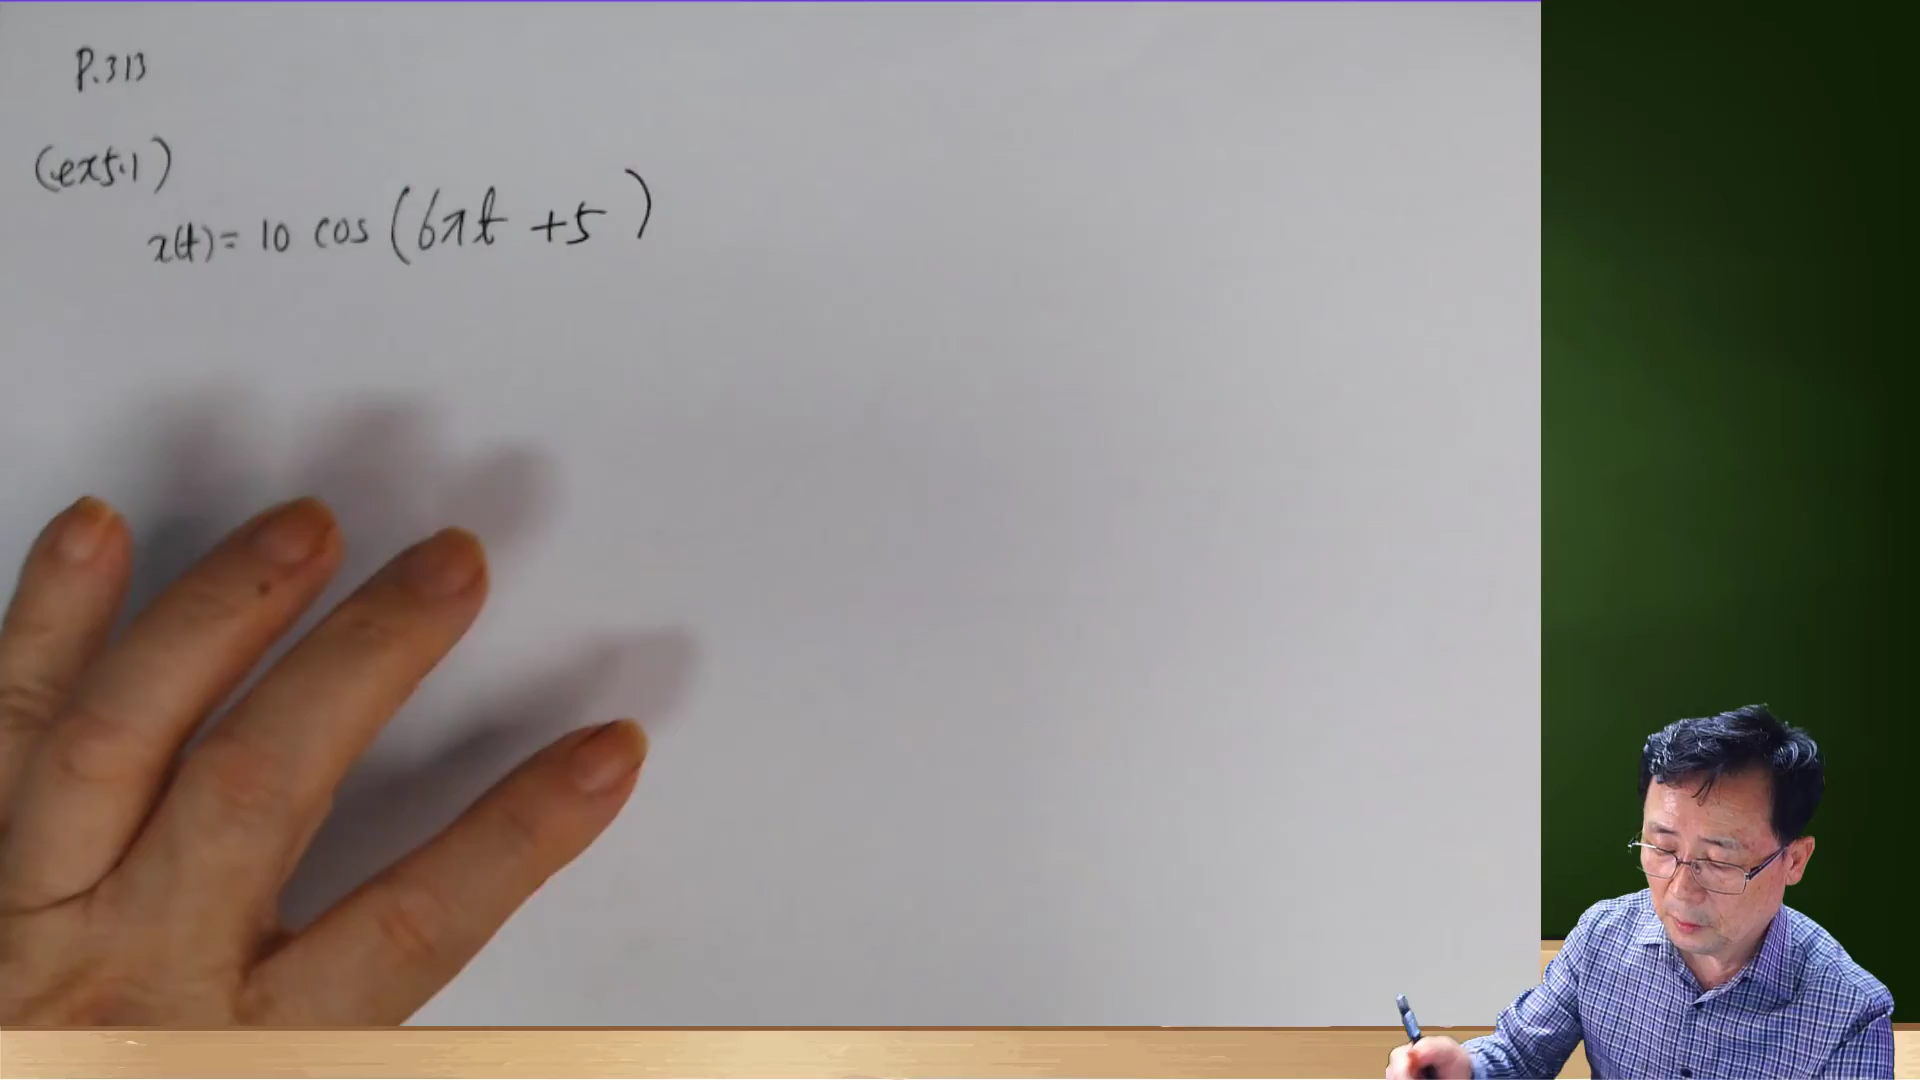 P.313
(ex5.1)
x(t)= 10 cos (6πt +5)